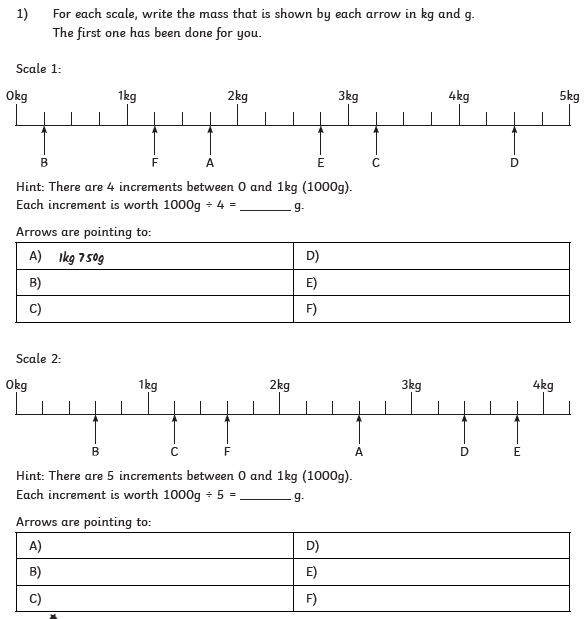 1) For each scale, write the mass that is shown by each arrow in kg and g.
The first one has been done for you.
Scale 1:
0kg 1kg 2kg 3kg 4kg 5kg
B F A E C D
Hint: There are 4 increments between 0 and 1kg (1000g).
Each increment is worth 1000g ÷ 4 = ________ g.
Arrows are pointing to:
A) 1kg 750g D)
B) E)
C) F)
Scale 2:
0kg 1kg 2kg 3kg 4kg
B C F A D E
Hint: There are 5 increments between 0 and 1kg (1000g).
Each increment is worth 1000g ÷ 5 = ________ g.
Arrows are pointing to:
A) D)
B) E)
C) F)